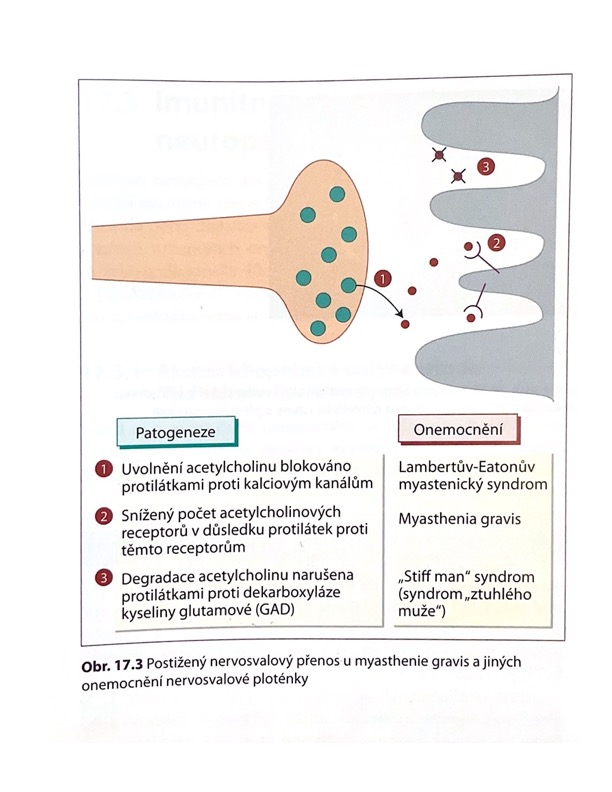 3
2
1
Patogeneze
Onemocnění
1 Uvolnění acetylcholinu blokováno
protilátkami proti kalciovým kanálům
Lambertův-Eatonův
myastenický syndrom
2 Snížený počet acetylcholinových
receptorů v důsledku protilátek proti
těmto receptorům
Myasthenia gravis
3 Degradace acetylcholinu narušena
protilátkami proti dekarboxyláze
kyseliny glutamové (GAD)
„Stiff man“ syndrom
(syndrom „ztuhlého
muže“)
Obr. 17.3 Postižený nervosvalový přenos u myasthenie gravis a jiných
onemocnění nervosvalové ploténky